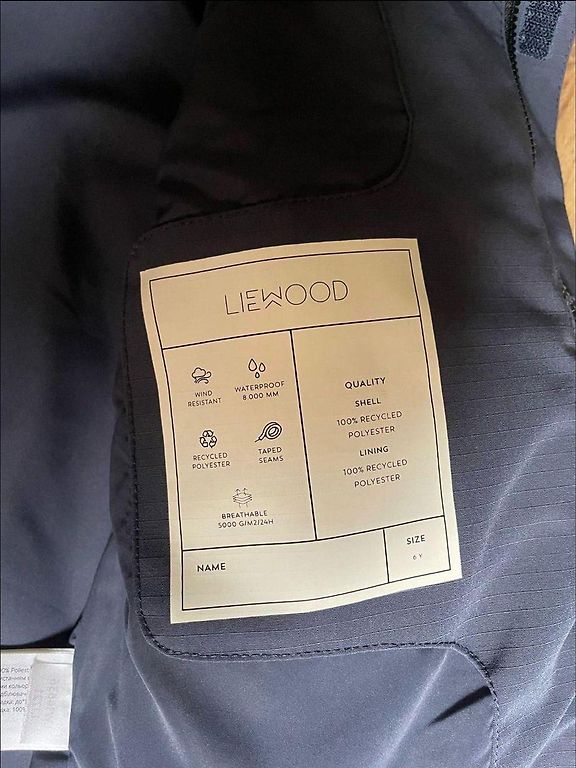 LIEWOOD
WIND
RESISTANT
WATERPROOF
8.000 MM
RECYCLED
POLYESTER
TAPED
SEAMS
BREATHABLE
5000 G/M2/24H
QUALITY
SHELL
100% RECYCLED
POLYESTER
LINING
100% RECYCLED
POLYESTER
NAME
SIZE
6 Y